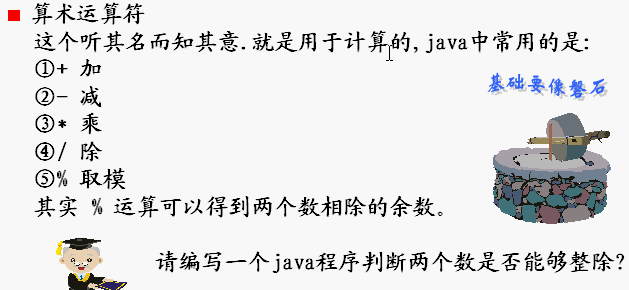 算术运算符
这个听其名而知其意.就是用于计算的,java中常用的是:
①+ 加
②- 减
③* 乘
④/ 除
⑤% 取模
其实 % 运算可以得到两个数相除的余数。
基础要像磐石
请编写一个java程序判断两个数是否能够整除?